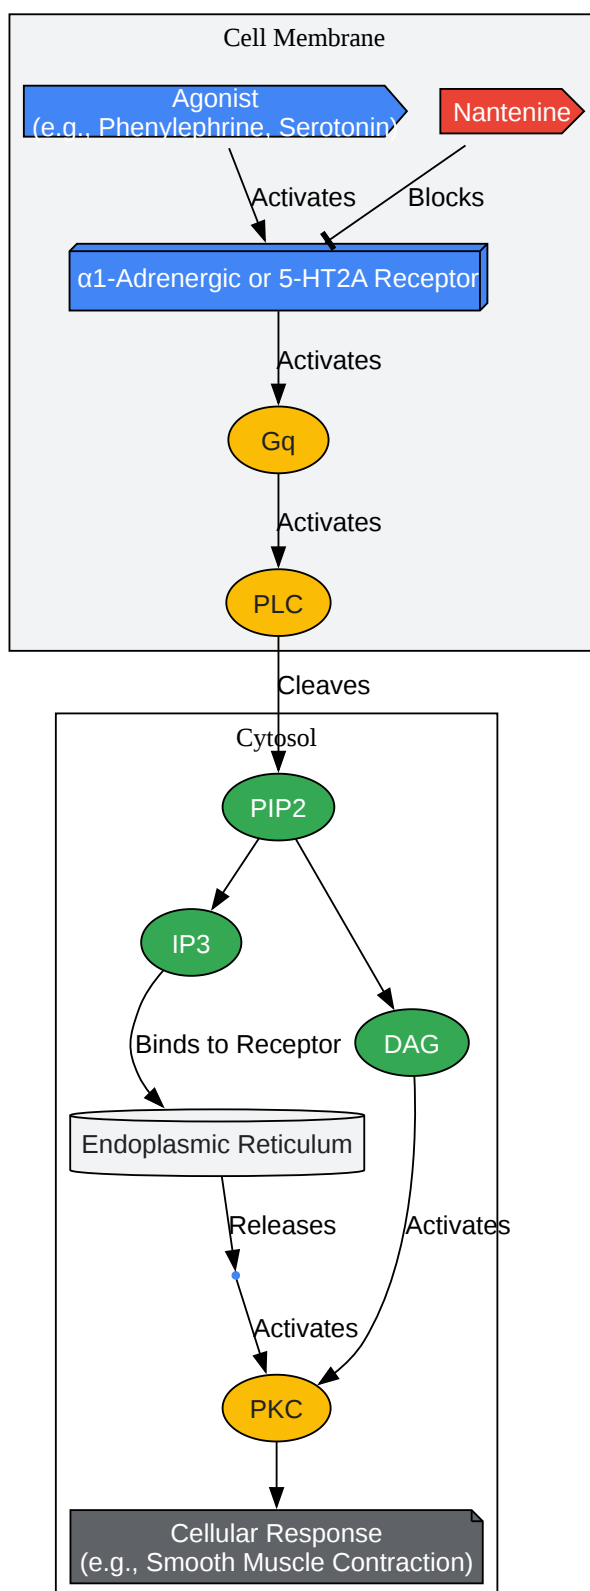 Cell Membrane
Agonist
(e.g., Phenylephrine, Serotonin)
Nantenine
Activates
Blocks
α1-Adrenergic or 5-HT2A Receptor
Activates
Gq
Activates
PLC
Cleaves
Cytosol
PIP2
IP3
Binds to Receptor
DAG
Endoplasmic Reticulum
Releases
Activates
Activates
PKC
Cellular Response
(e.g., Smooth Muscle Contraction)